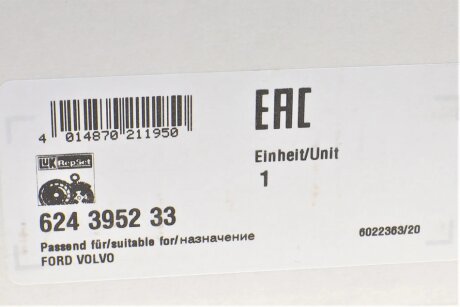 4 014870 211950
EAC
LUK RepSet
Einheit/Unit
1
624 3952 33
Passend für/suitable for/назначение
FORD VOLVO
6022363/20